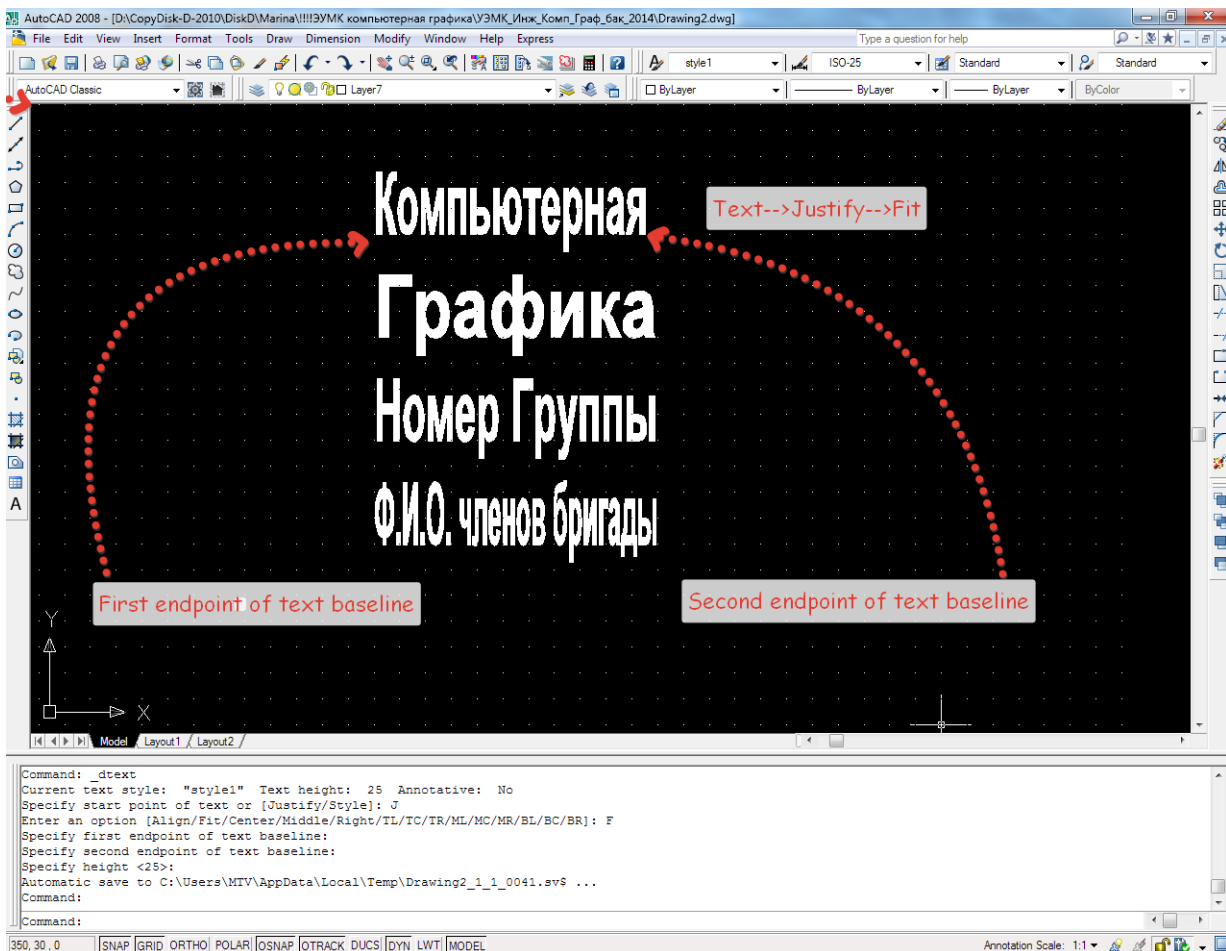 AutoCAD 2008 - [D:\CopyDisk-D-2010\DiskD\Marina\!!!!ЭУМК компьютерная графика\УЭМК_Инж_Комп_Граф_бак_2014\Drawing2.dwg]
File Edit View Insert Format Tools Draw Dimension Modify Window Help Express Type a question for help
style1 ISO-25 Standard Standard
AutoCAD Classic Layer7 ByLayer ByLayer ByLayer ByColor
Компьютерная
Text-->Justify-->Fit
Графика
Номер Группы
Ф.И.О. членов бригады
First endpoint of text baseline
Second endpoint of text baseline
Y
X
Model Layout1 Layout2
Command: _dtext
Current text style: "style1" Text height: 25 Annotative: No
Specify start point of text or [Justify/Style]: J
Enter an option [Align/Fit/Center/Middle/Right/TL/TC/TR/ML/MC/MR/BL/BC/BR]: F
Specify first endpoint of text baseline:
Specify second endpoint of text baseline:
Specify height <25>:
Automatic save to C:\Users\MTV\AppData\Local\Temp\Drawing2_1_1_0041.sv$ ...
Command:
Command:
350, 30 , 0 SNAP GRID ORTHO POLAR OSNAP OTRACK DUCS DYN LWT MODEL Annotation Scale: 1:1